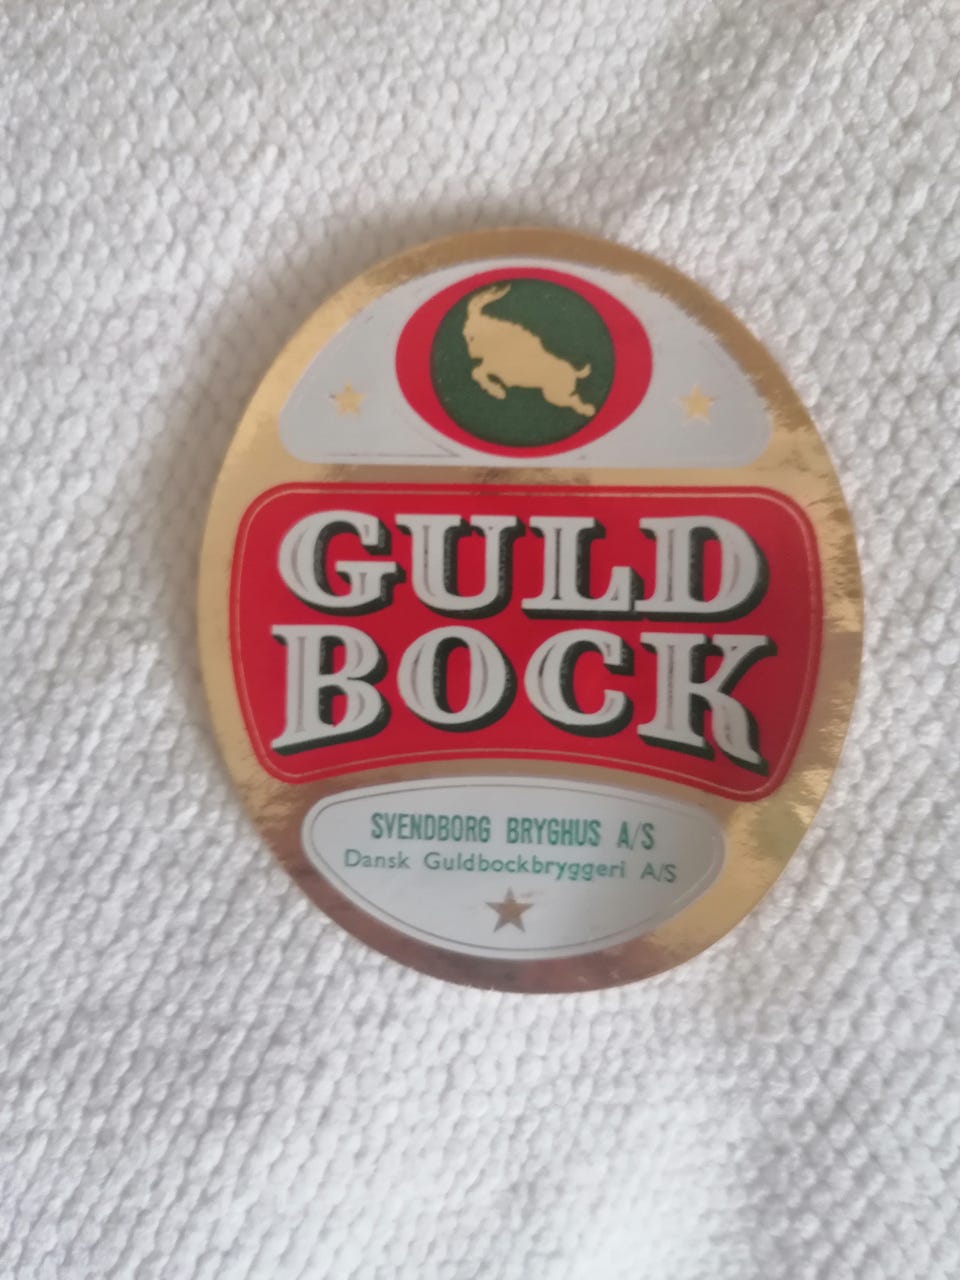 GULD
BOCK
SVENDBORG BRYGHUS A/S
Dansk Guldbockbryggeri A/S